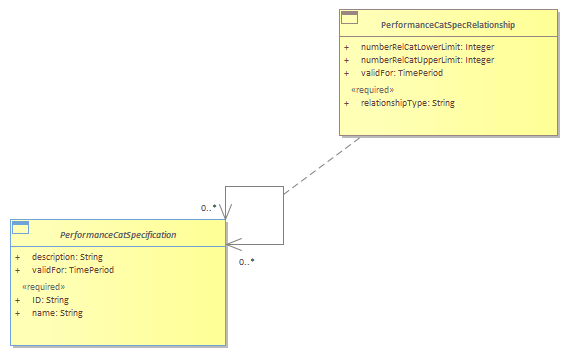 PerformanceCatSpecRelationship
+ numberRelCatLowerLimit: Integer
+ numberRelCatUpperLimit: Integer
+ validFor: TimePeriod
«required»
+ relationshipType: String
0..*
PerformanceCatSpecification
0..*
+ description: String
+ validFor: TimePeriod
«required»
+ ID: String
+ name: String